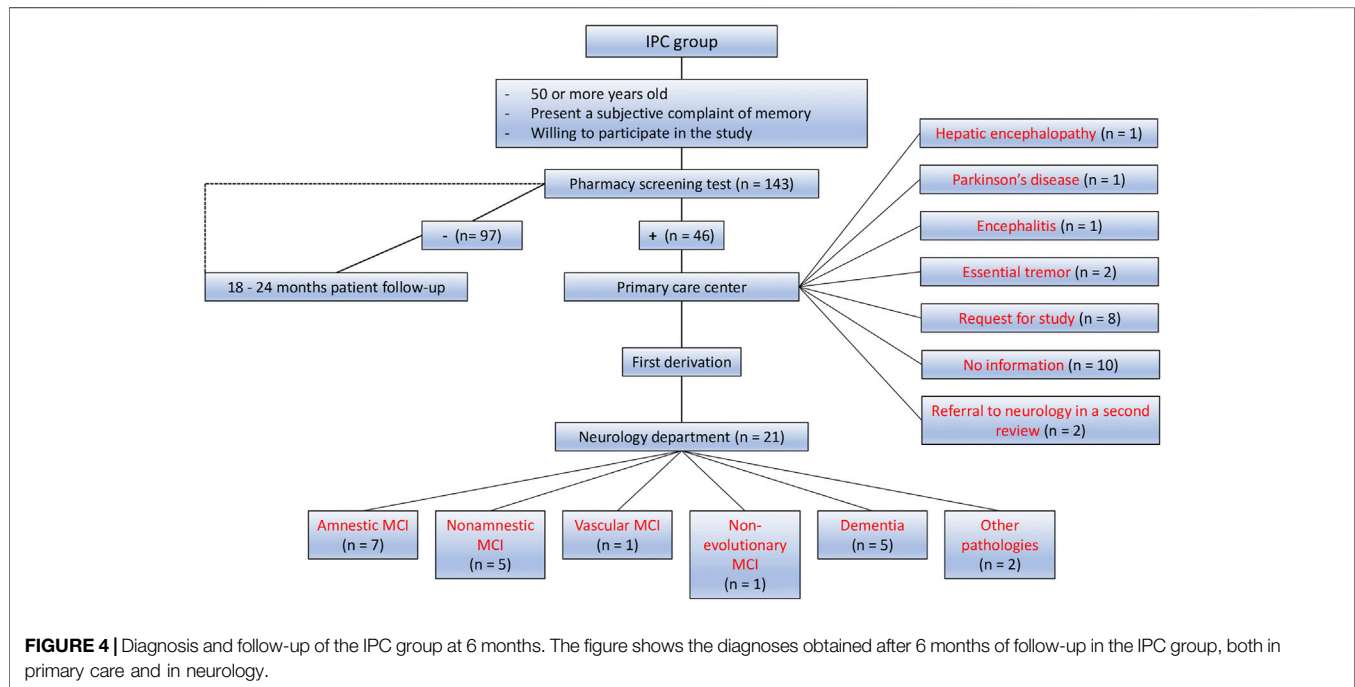 IPC group
- 50 or more years old
- Present a subjective complaint of memory
- Willing to participate in the study
Pharmacy screening test (n = 143)
- (n= 97)
+ (n = 46)
18 - 24 months patient follow-up
Primary care center
Hepatic encephalopathy (n = 1)
Parkinson's disease (n = 1)
Encephalitis (n = 1)
Essential tremor (n = 2)
Request for study (n = 8)
No information (n = 10)
Referral to neurology in a second
review (n = 2)
First derivation
Neurology department (n = 21)
Amnestic MCI
(n = 7)
Nonamnestic
MCI
(n = 5)
Vascular MCI
(n = 1)
Non-
evolutionary
MCI
(n = 1)
Dementia
(n = 5)
Other
pathologies
(n = 2)
FIGURE 4 | Diagnosis and follow-up of the IPC group at 6 months. The figure shows the diagnoses obtained after 6 months of follow-up in the IPC group, both in
primary care and in neurology.